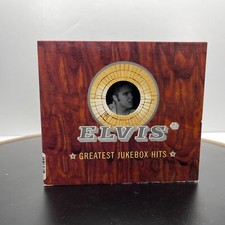 ELVIS
☆ GREATEST JUKEBOX HITS ☆